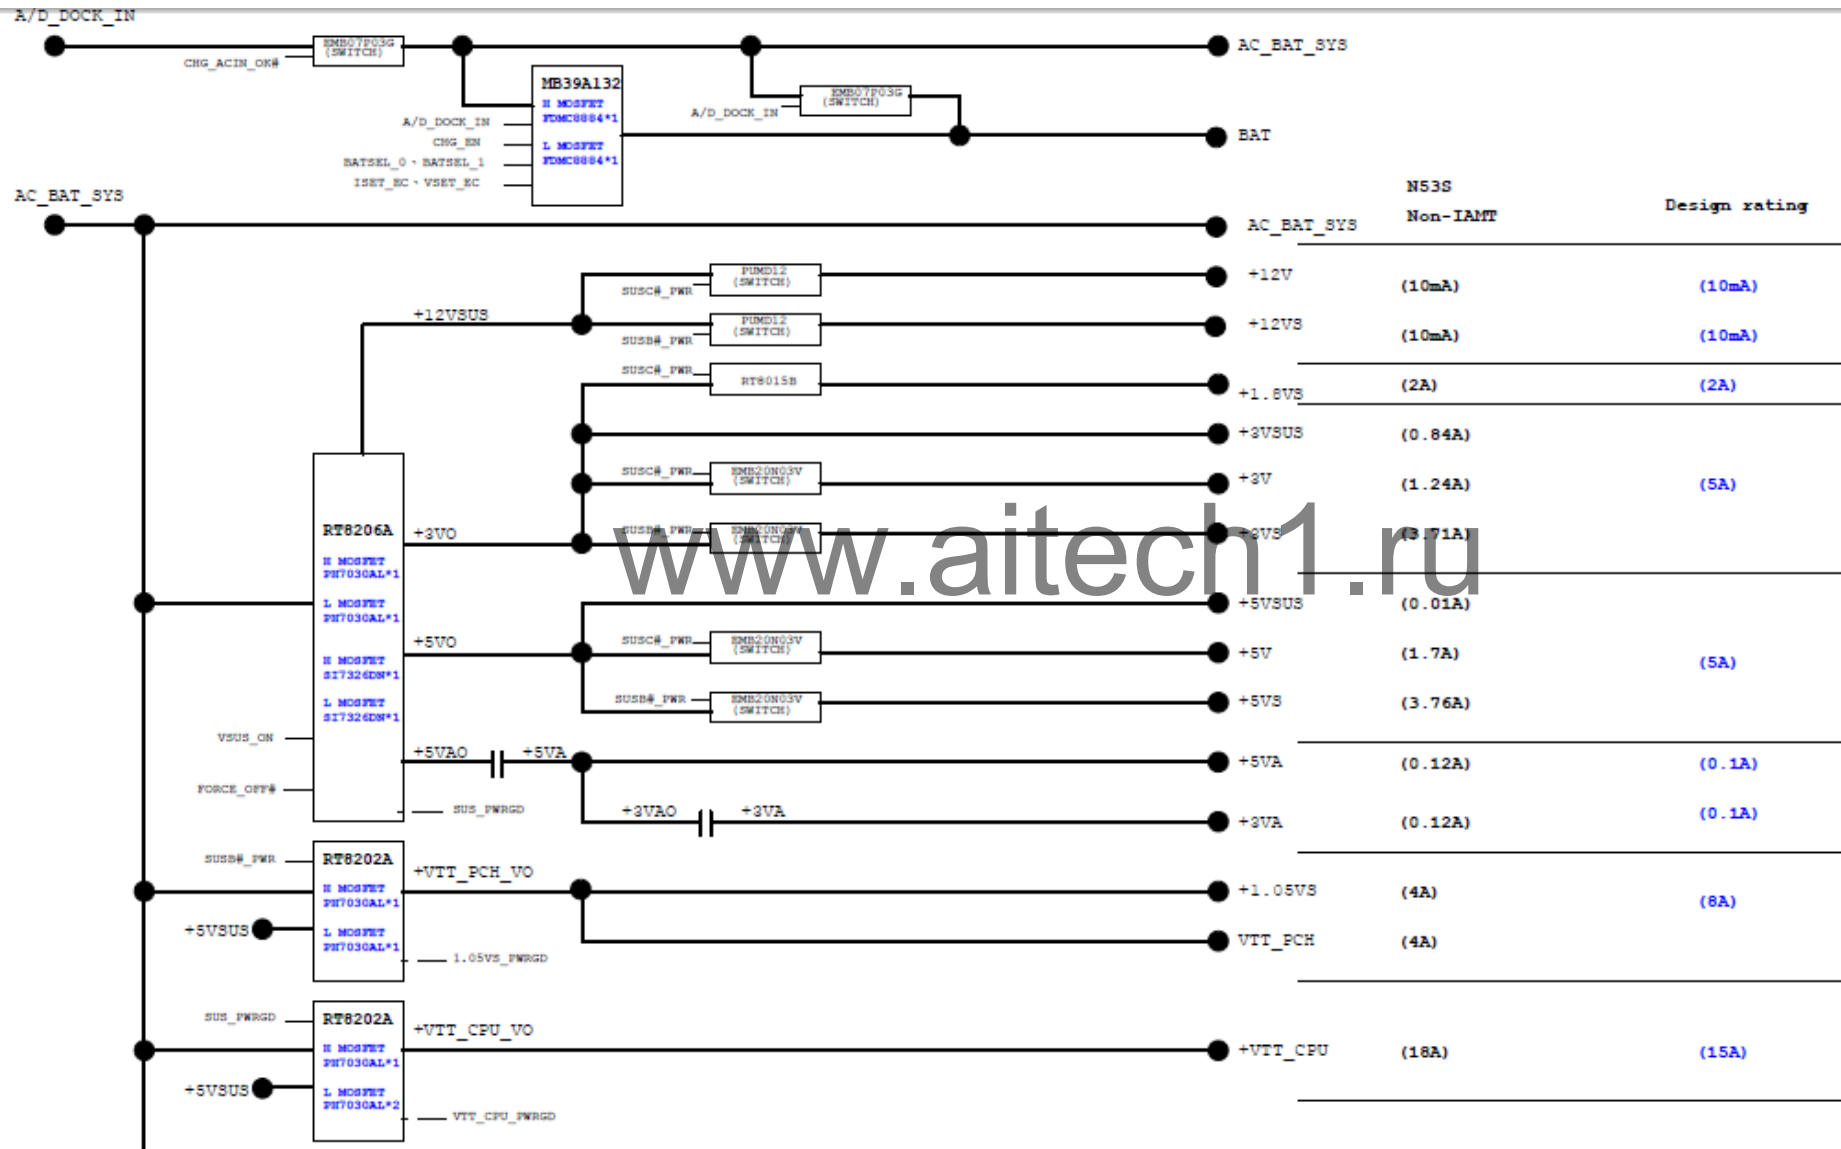 A/D_DOCK_IN
EMB07P03G
(SWITCH)
CHG_ACIN_OK#
AC_BAT_SYS
MB39A132
H MOSFET
FDMC8884*1
L MOSFET
FDMC8884*1
A/D_DOCK_IN
CHG_EN
BATSEL_0、BATSEL_1
ISET_EC、VSET_EC
EMB07P03G
(SWITCH)
A/D_DOCK_IN
BAT
AC_BAT_SYS
AC_BAT_SYS
N53S
Non-IAMT
Design rating
+12VSUS
PUMD12
(SWITCH)
SUSC#_PWR
+12V
(10mA)
(10mA)
PUMD12
(SWITCH)
SUSB#_PWR
+12VS
(10mA)
(10mA)
SUSC#_PWR
RT8015B
+1.8VS
(2A)
(2A)
+3VSUS
(0.84A)
SUSC#_PWR
EMB20N03V
(SWITCH)
+3V
(1.24A)
(5A)
RT8206A
H MOSFET
PH7030AL*1
L MOSFET
PH7030AL*1
H MOSFET
SI7326DN*1
L MOSFET
SI7326DN*1
+3VO
SUSB#_PWR
EMB20N03V
(SWITCH)
+3VS
(3.71A)
www.aitech1.ru
+5VSUS
(0.01A)
+5VO
SUSC#_PWR
EMB20N03V
(SWITCH)
+5V
(1.7A)
(5A)
SUSB#_PWR
EMB20N03V
(SWITCH)
+5VS
(3.76A)
VSUS_ON
FORCE_OFF#
+5VAO
+5VA
+5VA
(0.12A)
(0.1A)
SUS_PWRGD
+3VAO
+3VA
+3VA
(0.12A)
(0.1A)
SUSB#_PWR
RT8202A
H MOSFET
PH7030AL*1
L MOSFET
PH7030AL*1
+5VSUS
+VTT_PCH_VO
+1.05VS
(4A)
(8A)
VTT_PCH
(4A)
1.05VS_PWRGD
SUS_PWRGD
RT8202A
H MOSFET
PH7030AL*1
L MOSFET
PH7030AL*2
+5VSUS
+VTT_CPU_VO
+VTT_CPU
(18A)
(15A)
VTT_CPU_PWRGD